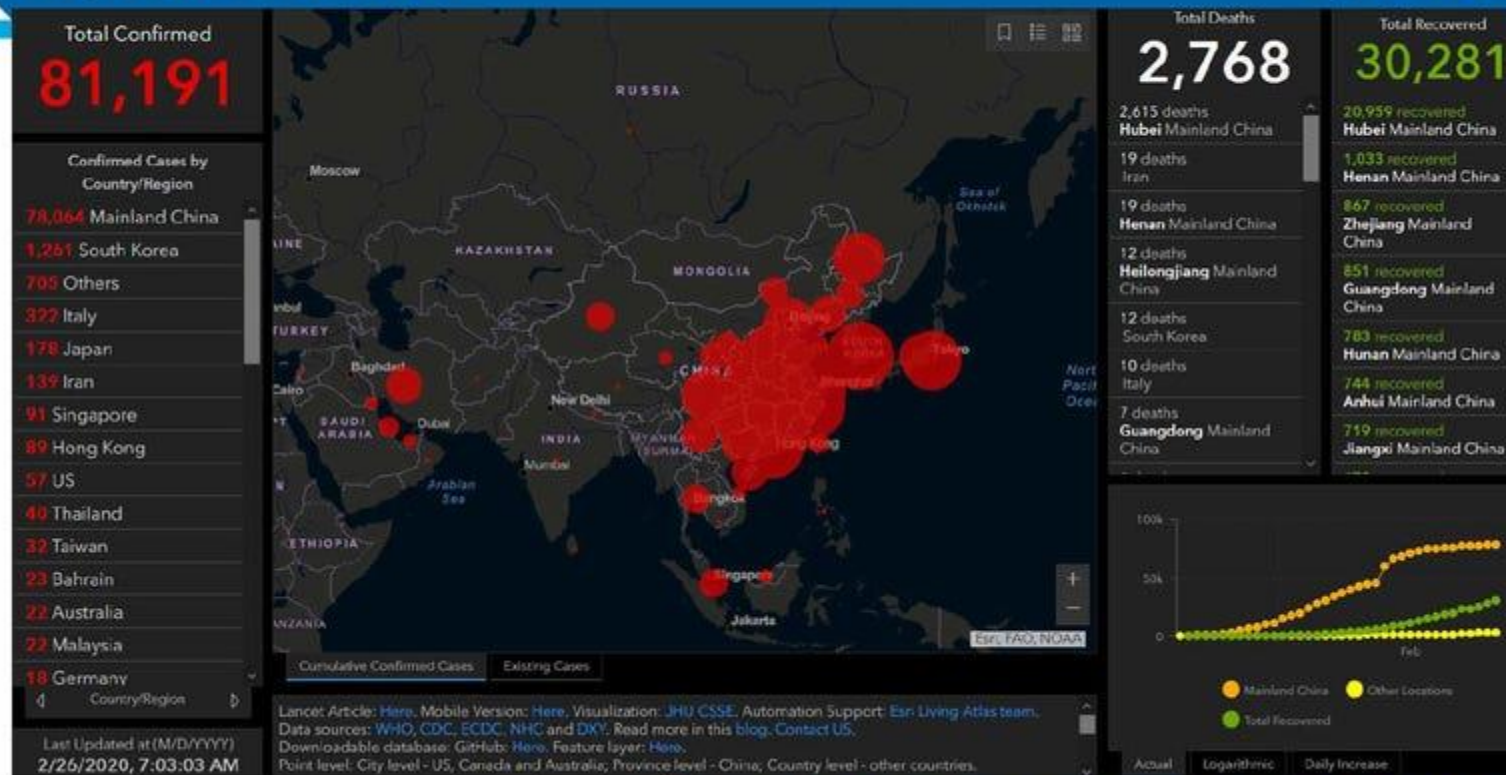 Total Confirmed
81,191
Confirmed Cases by
Country/Region
78,064 Mainland China
1,261 South Korea
705 Others
322 Italy
178 Japan
139 Iran
91 Singapore
89 Hong Kong
57 US
40 Thailand
32 Taiwan
23 Bahrain
22 Australia
22 Malaysia
18 Germany
Country/Region
Last Updated at (M/D/YYYY)
2/26/2020, 7:03:03 AM
RUSSIA
Moscow
Sea of
Okhotsk
AINE
KAZAKHSTAN
MONGOLIA
nbul
TURKEY
Beijing
SOUTH
KOREA
Tokyo
Baghdad
CHINA
Shanghai
Nort
Pacif
Ocea
Cairo
New Delhi
SAUDI
ARABIA
Dubai
INDIA
MYANMAR
(BURMA)
Hong Kong
Mumbai
Arabian
Sea
Bangkok
ETHIOPIA
Singapore
ANZANIA
Jakarta
Esri, FAO, NOAA
Cumulative Confirmed Cases
Existing Cases
Lancet Article: Here. Mobile Version: Here. Visualization: JHU CSSE. Automation Support: Esri Living Atlas team.
Data sources: WHO, CDC, ECDC, NHC and DXY. Read more in this blog. Contact US.
Downloadable database: GitHub: Here. Feature layer: Here.
Point level: City level - US, Canada and Australia; Province level - China; Country level - other countries.
Total Deaths
2,768
2,615 deaths
Hubei Mainland China
19 deaths
Iran
19 deaths
Henan Mainland China
12 deaths
Heilongjiang Mainland
China
12 deaths
South Korea
10 deaths
Italy
7 deaths
Guangdong Mainland
China
Total Recovered
30,281
20,959 recovered
Hubei Mainland China
1,033 recovered
Henan Mainland China
867 recovered
Zhejiang Mainland
China
851 recovered
Guangdong Mainland
China
783 recovered
Hunan Mainland China
744 recovered
Anhui Mainland China
719 recovered
Jiangxi Mainland China
100k
50k
0
Feb
Mainland China
Other Locations
Total Recovered
Actual
Logarithmic
Daily Increase